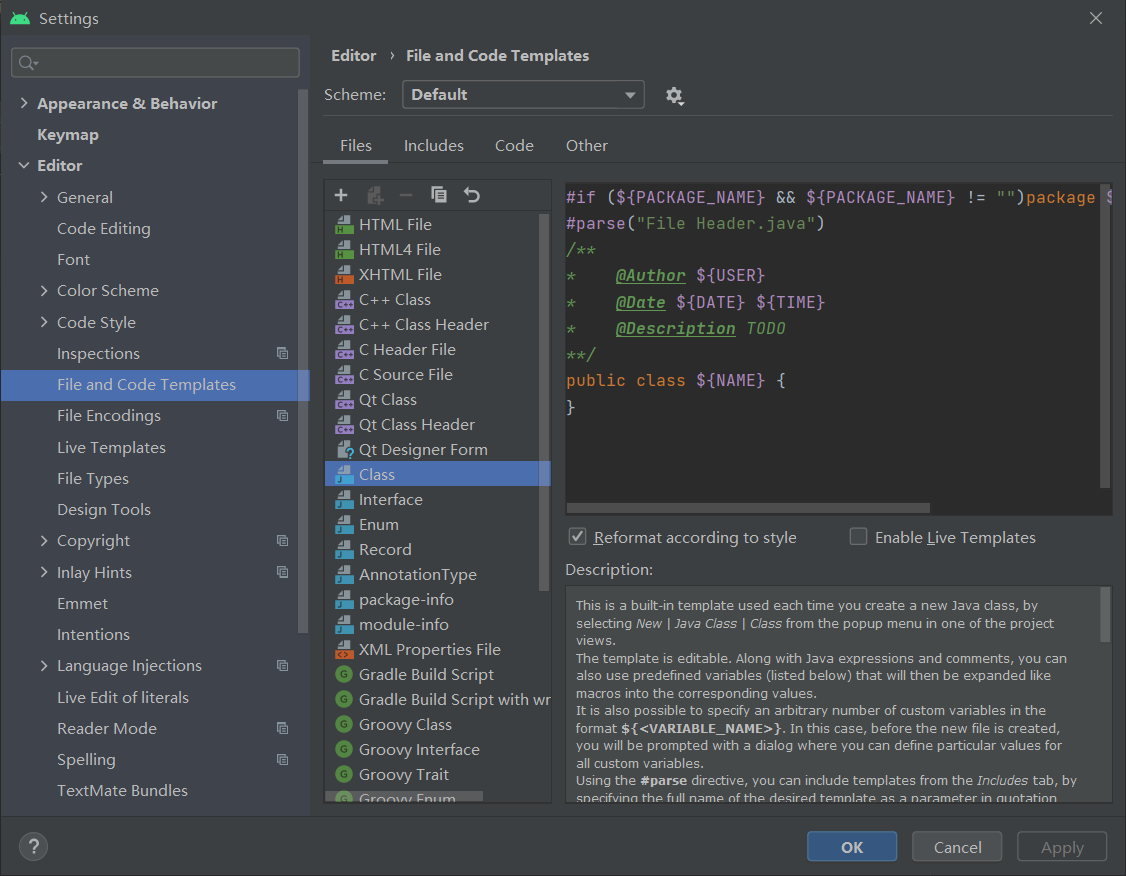 Settings
Editor › File and Code Templates
Scheme: Default
Files Includes Code Other
Appearance & Behavior
Keymap
Editor
General
Code Editing
Font
Color Scheme
Code Style
Inspections
File and Code Templates
File Encodings
Live Templates
File Types
Design Tools
Copyright
Inlay Hints
Emmet
Intentions
Language Injections
Live Edit of literals
Reader Mode
Spelling
TextMate Bundles
HTML File
HTML4 File
XHTML File
C++ Class
C++ Class Header
C Header File
C Source File
Qt Class
Qt Class Header
Qt Designer Form
Class
Interface
Enum
Record
AnnotationType
package-info
module-info
XML Properties File
Gradle Build Script
Gradle Build Script with wr
Groovy Class
Groovy Interface
Groovy Trait
Groovy Enum
#if (${PACKAGE_NAME} && ${PACKAGE_NAME} != "")package $
#parse("File Header.java")
/**
* @Author ${USER}
* @Date ${DATE} ${TIME}
* @Description TODO
**/
public class ${NAME} {
}
Reformat according to style Enable Live Templates
Description:
This is a built-in template used each time you create a new Java class, by
selecting New | Java Class | Class from the popup menu in one of the project
views.
The template is editable. Along with Java expressions and comments, you can
also use predefined variables (listed below) that will then be expanded like
macros into the corresponding values.
It is also possible to specify an arbitrary number of custom variables in the
format ${<VARIABLE_NAME>}. In this case, before the new file is created,
you will be prompted with a dialog where you can define particular values for
all custom variables.
Using the #parse directive, you can include templates from the Includes tab, by
specifying the full name of the desired template as a parameter in quotation
? OK Cancel Apply